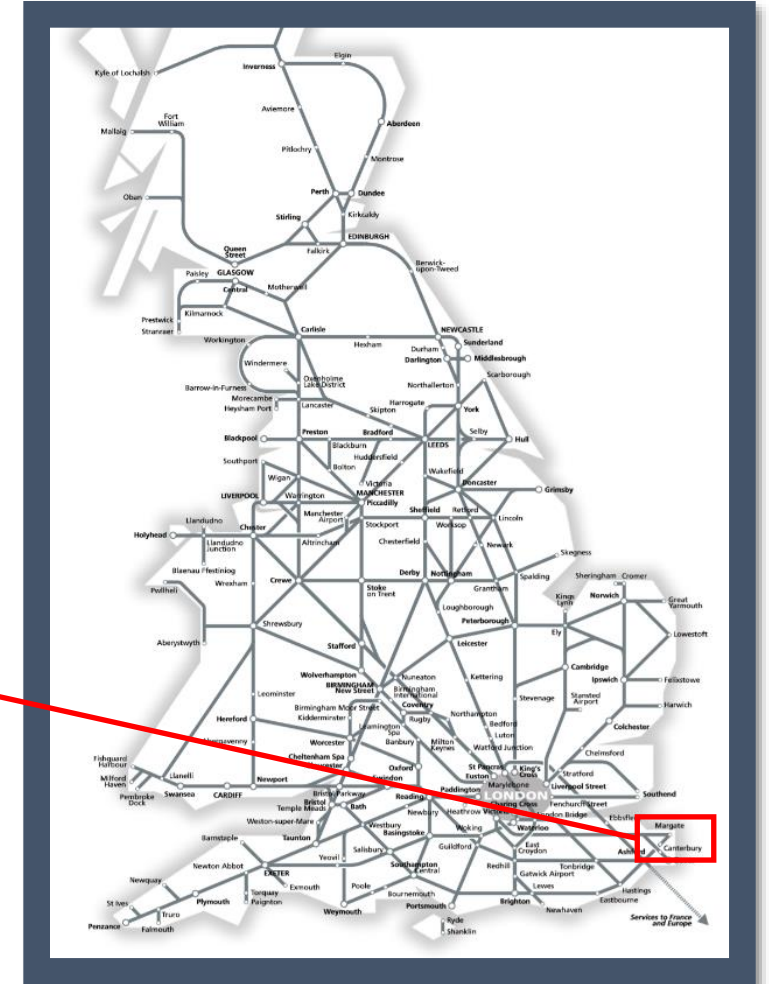 Elgin
Inverness
Kyle of Lochalsh
Aviemore
Fort
William
Aberdeen
Mallaig
Pitlochry
Montrose
Perth
Dundee
Oban
Stirling
Kirkcaldy
EDINBURGH
Queen
Street
Falkirk
Berwick-
upon-Tweed
Paisley
GLASGOW
Central
Motherwell
Kilmarnock
Prestwick
Stranraer
Carlisle
NEWCASTLE
Workington
Hexham
Sunderland
Durham
Darlington
Middlesbrough
Windermere
Scarborough
Oxenholme
Lake District
Northallerton
Barrow-in-Furness
Morecambe
Heysham Port
Lancaster
Harrogate
York
Skipton
Blackpool
Preston
Bradford
Selby
Hull
Blackburn
LEEDS
Huddersfield
Southport
Bolton
Wakefield
Wigan
Victoria
Doncaster
LIVERPOOL
Warrington
MANCHESTER
Piccadilly
Grimsby
Manchester
Airport
Sheffield
Retford
Llandudno
Stockport
Worksop
Lincoln
Holyhead
Chester
Llandudno
Junction
Altrincham
Chesterfield
Newark
Skegness
Blaenau Ffestiniog
Wrexham
Crewe
Derby
Nottingham
Spalding
Sheringham
Cromer
Pwllheli
Stoke
on Trent
Grantham
Kings
Lynn
Norwich
Great
Yarmouth
Loughborough
Peterborough
Shrewsbury
Ely
Lowestoft
Aberystwyth
Stafford
Leicester
Wolverhampton
Nuneaton
Kettering
Cambridge
BIRMINGHAM
New Street
Birmingham
International
Ipswich
Felixstowe
Leominster
Birmingham Moor Street
Coventry
Stevenage
Stansted
Airport
Harwich
Kidderminster
Rugby
Northampton
Hereford
Leamington
Spa
Bedford
Colchester
Abergavenny
Worcester
Banbury
Milton
Keynes
Luton
Watford Junction
Chelmsford
Fishguard
Harbour
Cheltenham Spa
Gloucester
Oxford
St Pancras
King's
Cross
Euston
Stratford
Milford
Haven
Llanelli
Swindon
Marylebone
Liverpool Street
Pembroke
Dock
Swansea
CARDIFF
Newport
Bristol Parkway
Reading
Paddington
LONDON
Southend
Bristol
Temple Meads
Bath
Newbury
Heathrow
Victoria
Charing Cross
Fenchurch Street
London Bridge
Ebbsfleet
Weston-super-Mare
Westbury
Basingstoke
Woking
Waterloo
Margate
Barnstaple
Taunton
Salisbury
Guildford
East
Croydon
Ashford
Canterbury
Yeovil
Newton Abbot
Southampton
Central
Redhill
Tonbridge
Gatwick Airport
EXETER
Newquay
Exmouth
Poole
Lewes
Hastings
St Ives
Torquay
Paignton
Bournemouth
Eastbourne
Plymouth
Truro
Weymouth
Portsmouth
Brighton
Newhaven
Penzance
Falmouth
Ryde
Shanklin
Services to France
and Europe